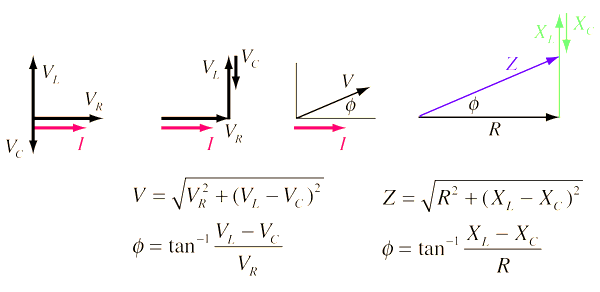 V_L
V_R
I
V_C
V_L
V_C
V_R
I
V
ϕ
I
X_L
X_C
Z
ϕ
R
V = √(V_R² + (V_L − V_C)²)
ϕ = tan⁻¹ (V_L − V_C) / V_R
Z = √(R² + (X_L − X_C)²)
ϕ = tan⁻¹ (X_L − X_C) / R